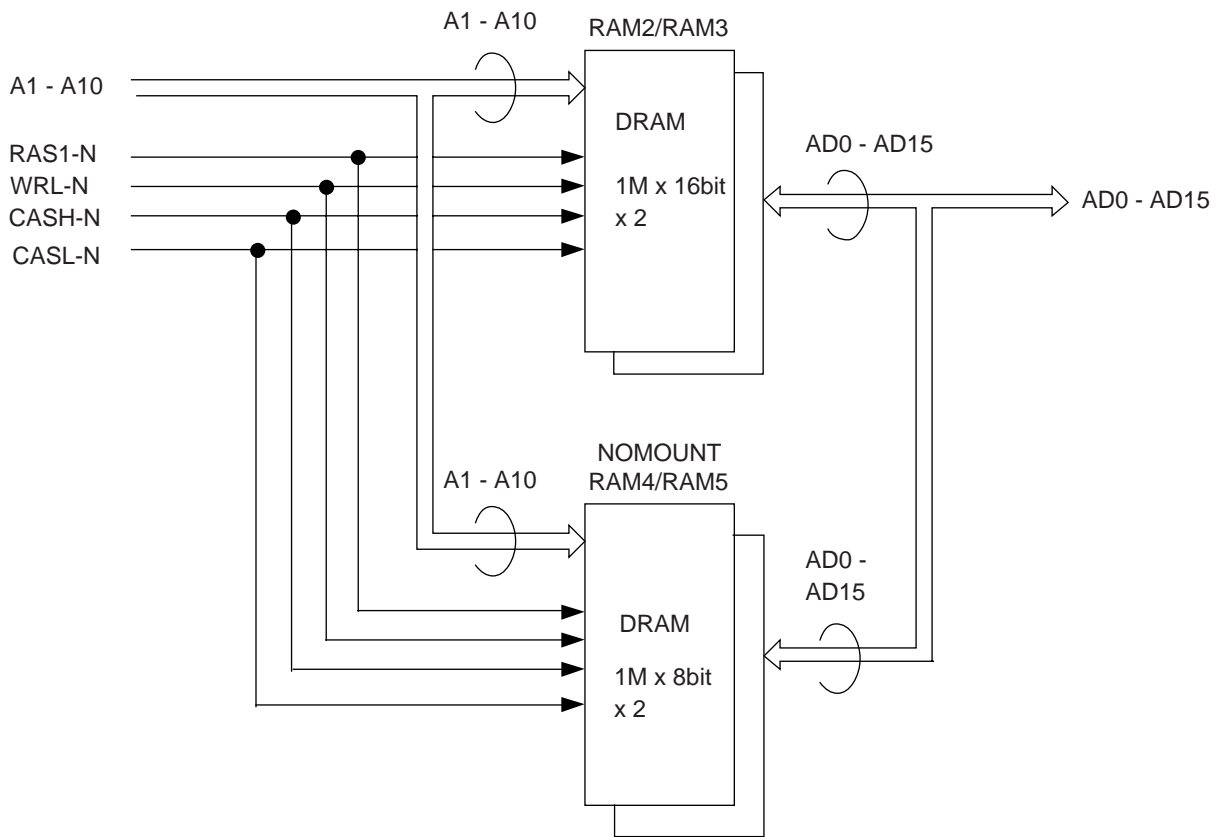 A1 - A10
RAM2/RAM3
A1 - A10
DRAM
1M x 16bit
x 2
RAS1-N
WRL-N
CASH-N
CASL-N
AD0 - AD15
AD0 - AD15
NOMOUNT
RAM4/RAM5
A1 - A10
DRAM
1M x 8bit
x 2
AD0 -
AD15